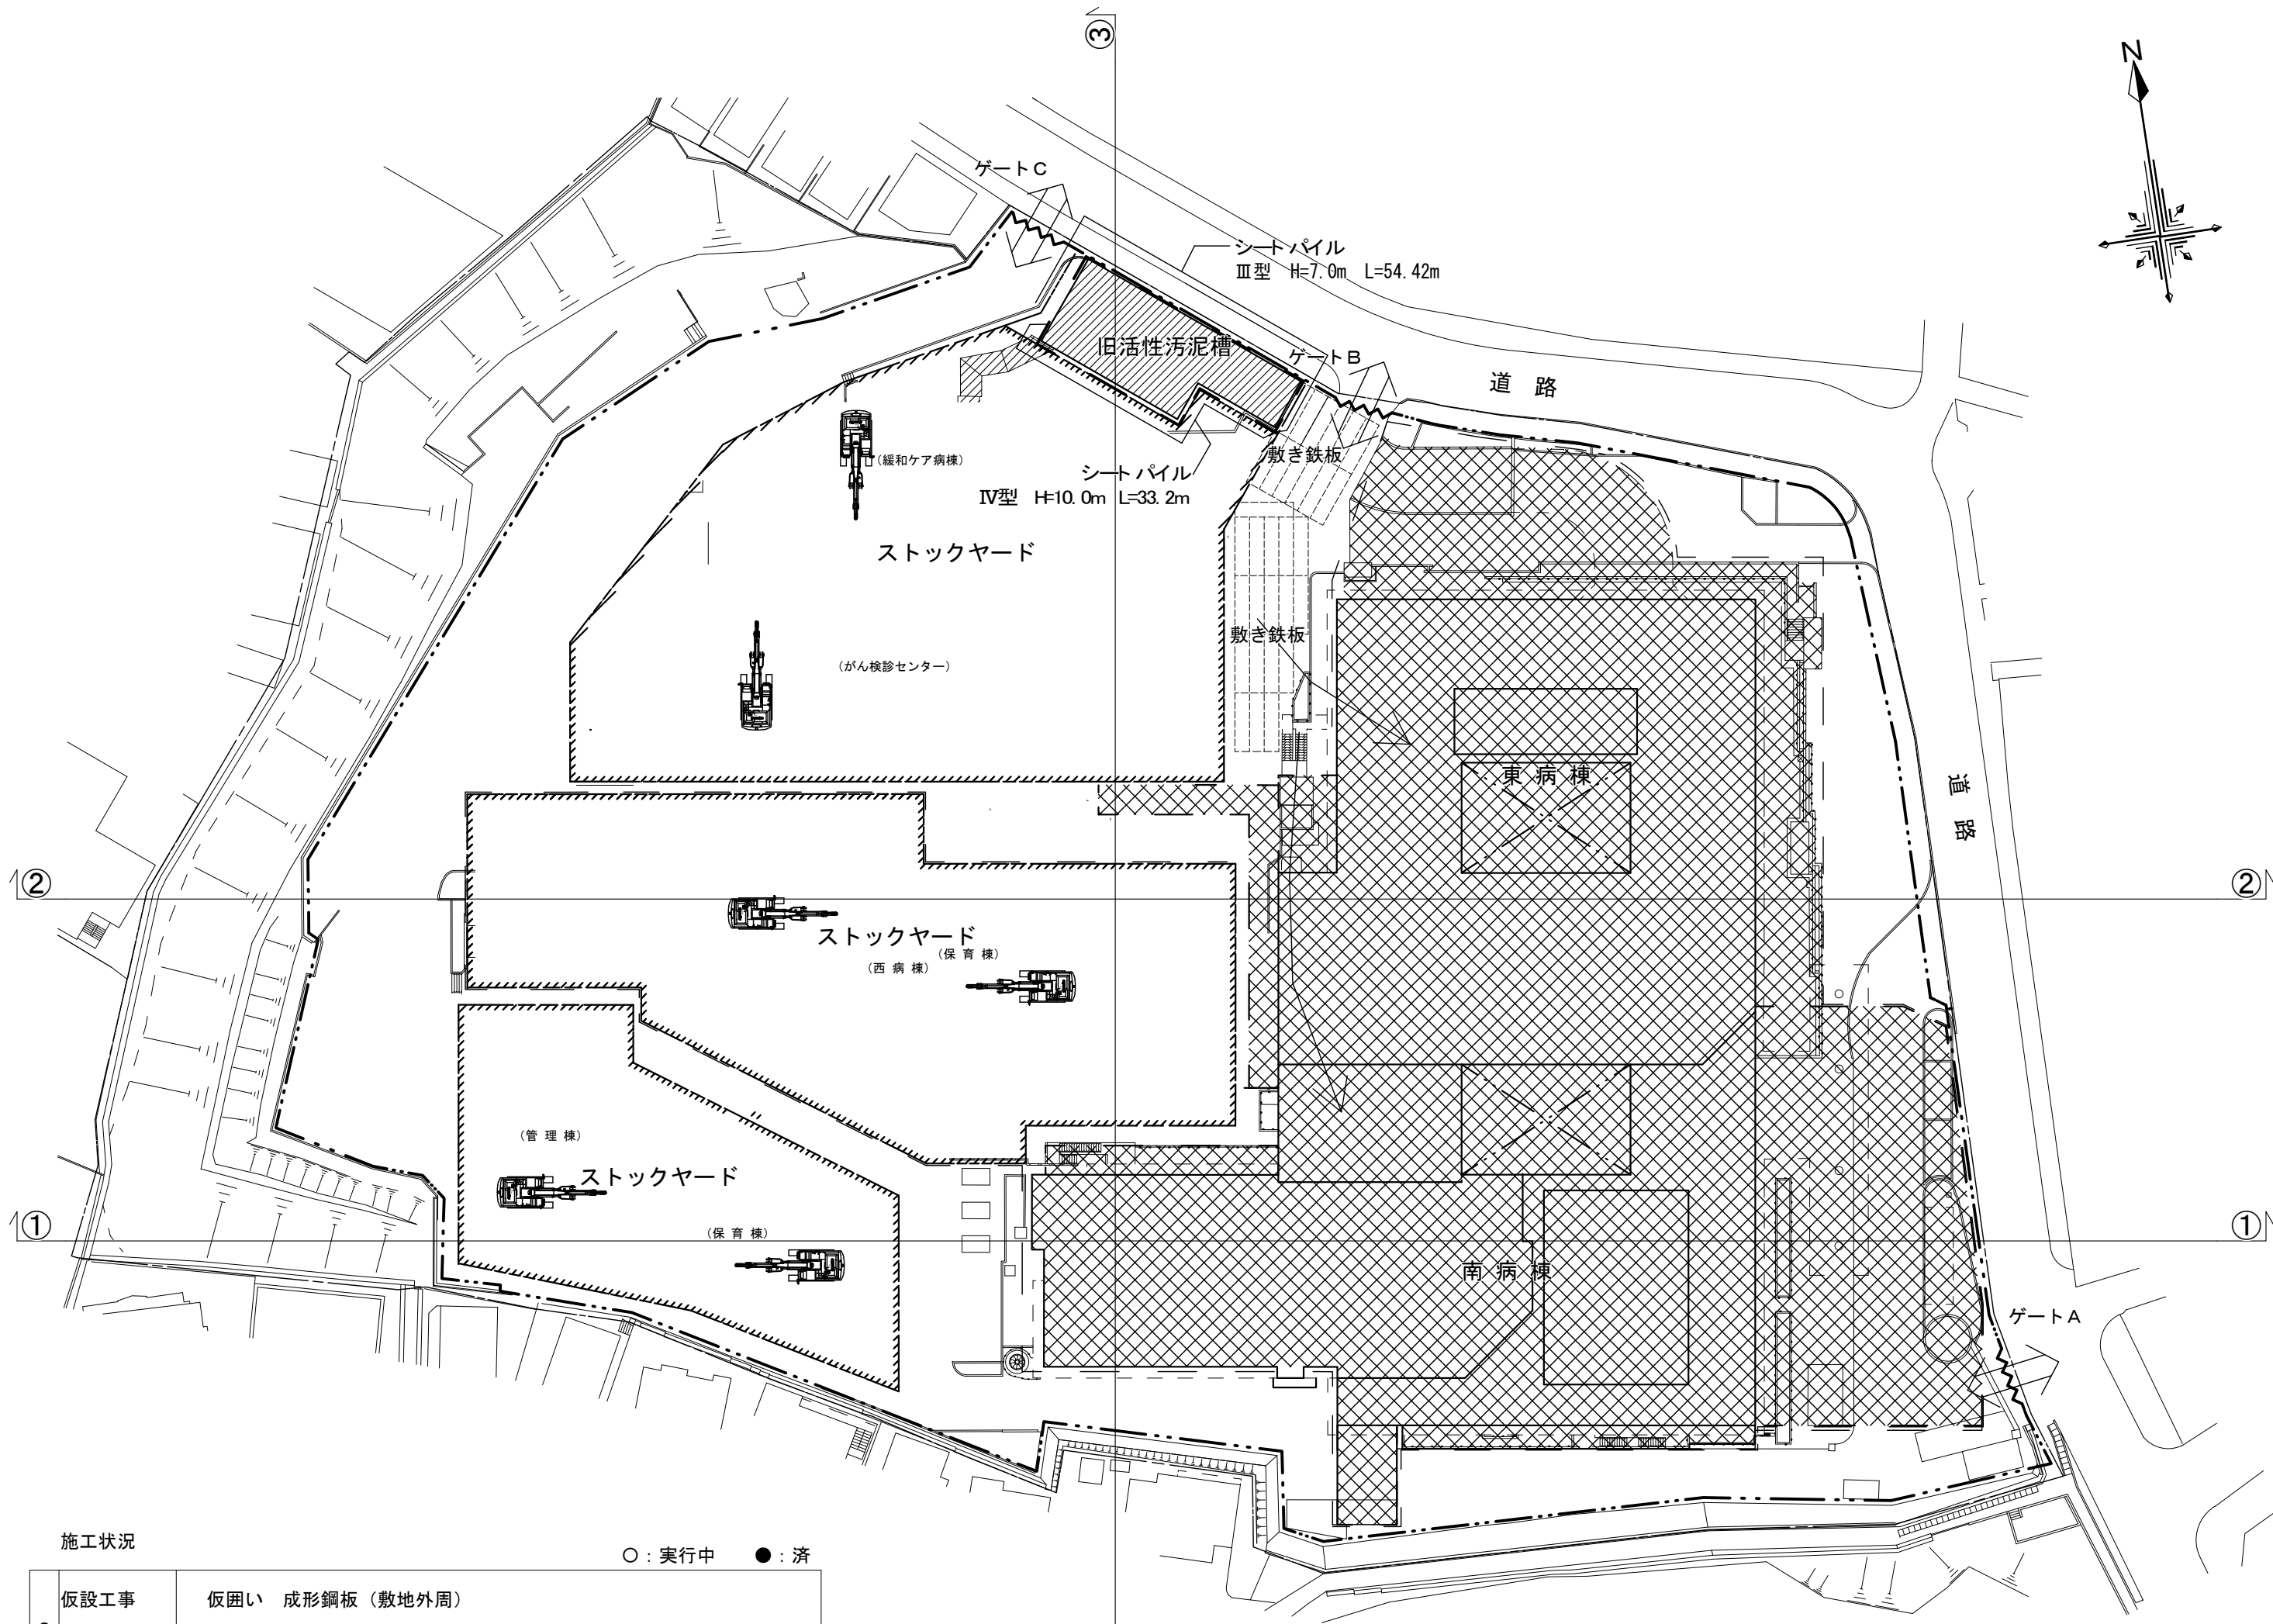 ③
N
ゲートC
シートパイル
Ⅲ型 H=7.0m L=54.42m
旧活性汚泥槽
ゲートB
道 路
敷き鉄板
(緩和ケア病棟)
シートパイル
Ⅳ型 H=10.0m L=33.2m
ストックヤード
敷き鉄板
(がん検診センター)
東 病 棟
道 路
② ②
ストックヤード
(保 育 棟)
(西 病 棟)
(管 理 棟)
ストックヤード
① ①
(保 育 棟)
南 病 棟
ゲートA
施工状況
○:実行中 ●:済
仮設工事 仮囲い 成形鋼板(敷地外周)